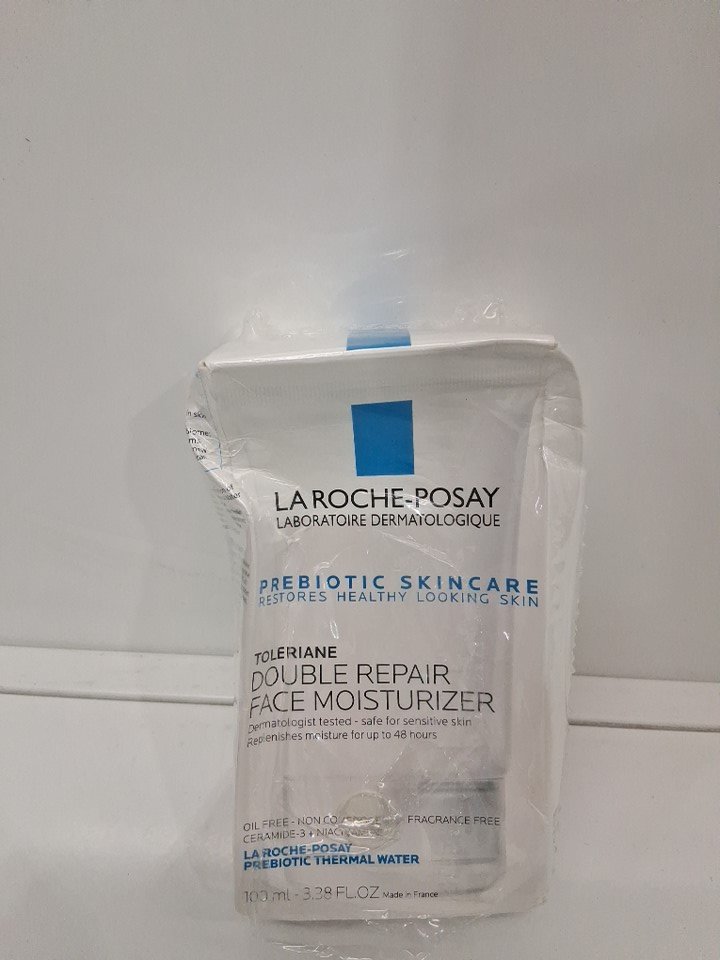 LA ROCHE-POSAY
LABORATOIRE DERMATOLOGIQUE
PREBIOTIC SKINCARE
RESTORES HEALTHY LOOKING SKIN
TOLERIANE
DOUBLE REPAIR
FACE MOISTURIZER
Dermatologist tested - safe for sensitive skin
Replenishes moisture for up to 48 hours
OIL FREE - NON FRAGRANCE FREE
CERAMIDE-3 + NIACINAMIDE
LA ROCHE-POSAY
PREBIOTIC THERMAL WATER
100 ml - 3.38 FL.OZ Made in France